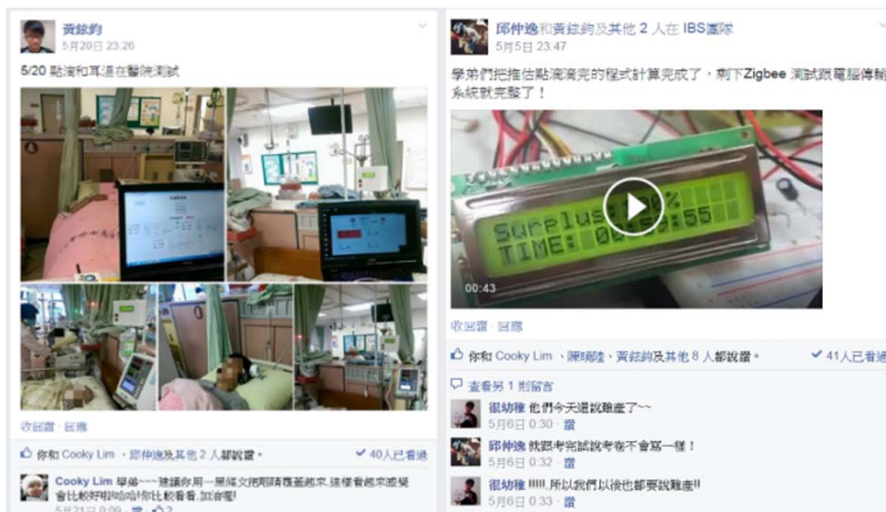 黃鉉鈞
5月20日 23:26
5/20 點滴和耳溫在醫院測試
收回讚 · 回應
你和 Cooky Lim 、邱仲逸及其他 2 人都說讚。
40人已看過
Cooky Lim 學弟~~~建議你用一黑條文把眼睛覆蓋起來.這樣看起來感覺
會比較好啦!哈哈!你比較看看.加油喔!
5月21日 0:09 · 讚 · 2
邱仲逸和黃鉉鈞及其他 2 人在 IBS團隊
5月5日 23:47
學弟們把推估點滴滴完的程式計算完成了，剩下Zigbee 測試跟電腦傳輸
系統就完整了！
Surplus
TIME:
00:43
收回讚 · 回應
你和 Cooky Lim 、陳頊陞、黃鉉鈞及其他 8 人都說讚。
41人已看過
查看另 1 則留言
很幼稚 他們今天還說難產了~~
5月6日 0:30 · 讚
邱仲逸 就跟考完試說考卷不會寫一樣！
5月6日 0:32 · 讚
很幼稚 !!!!!.所以我們以後也都要說難產!!
5月6日 0:33 · 讚